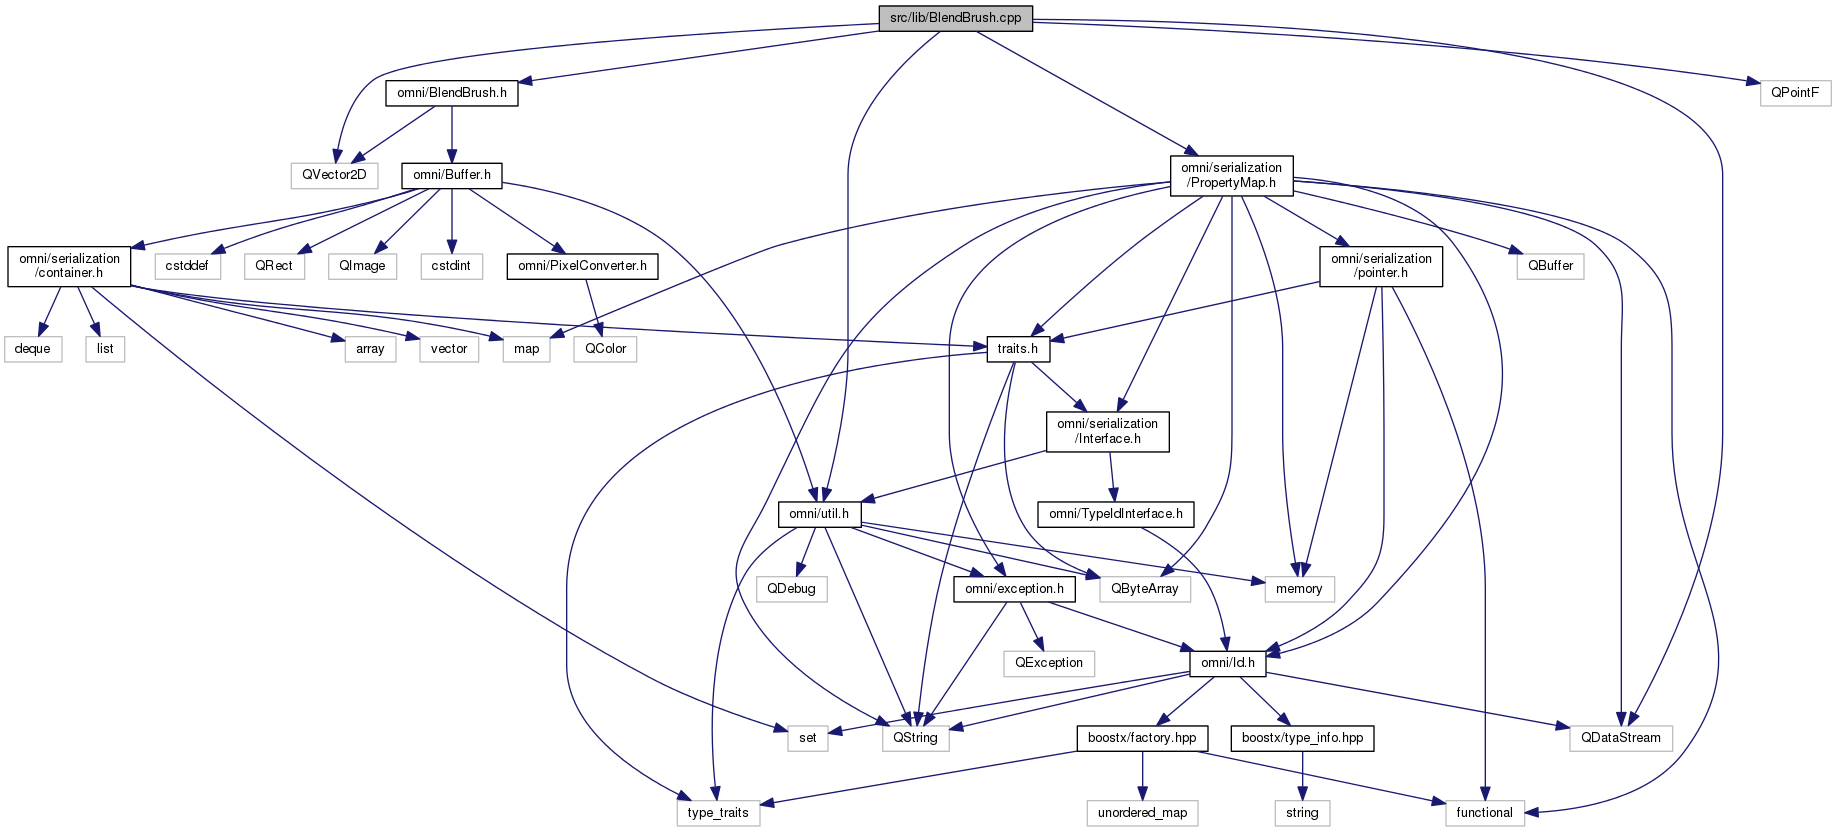 src/lib/BlendBrush.cpp
omni/BlendBrush.h
QPointF
QVector2D
omni/Buffer.h
omni/serialization
/PropertyMap.h
omni/serialization
/container.h
cstddef
QRect
QImage
cstdint
omni/PixelConverter.h
omni/serialization
/pointer.h
QBuffer
deque
list
array
vector
map
QColor
traits.h
omni/serialization
/Interface.h
omni/util.h
omni/TypeIdInterface.h
QDebug
omni/exception.h
QByteArray
memory
QException
omni/Id.h
set
QString
boostx/factory.hpp
boostx/type_info.hpp
QDataStream
type_traits
unordered_map
string
functional